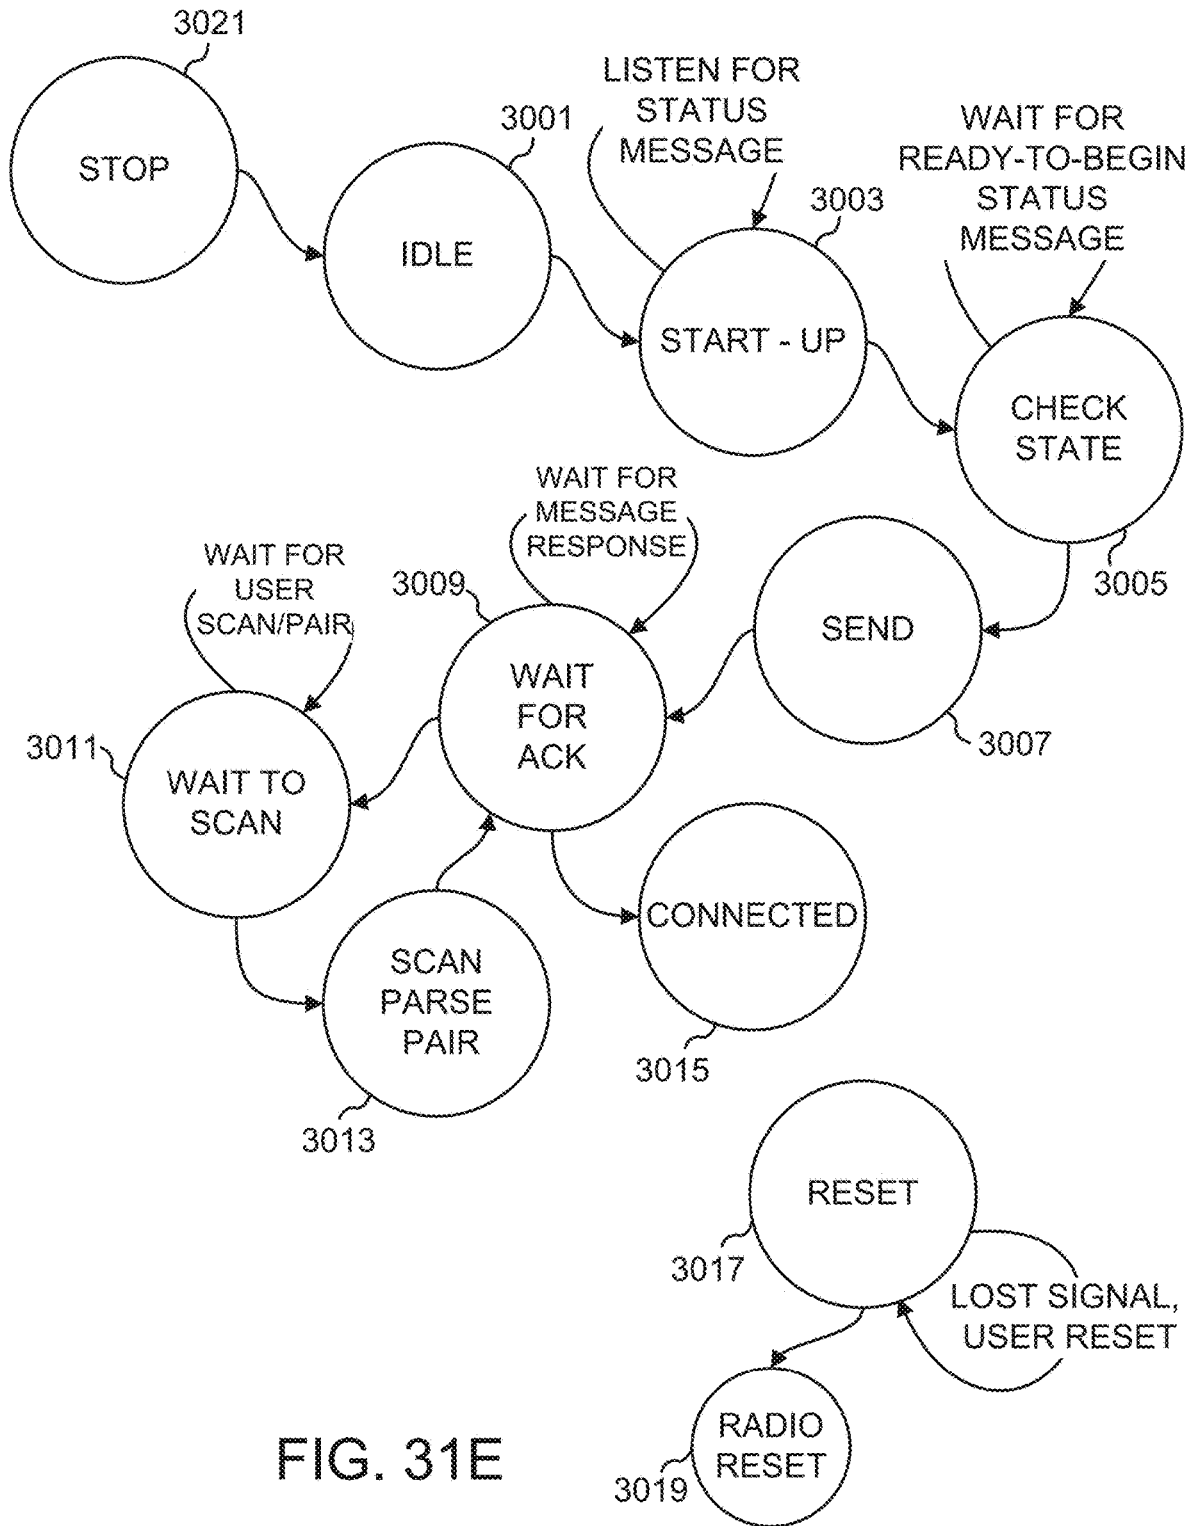 3021
STOP
3001
IDLE
LISTEN FOR
STATUS
MESSAGE
3003
START - UP
WAIT FOR
READY-TO-BEGIN
STATUS
MESSAGE
CHECK
STATE
3005
SEND
3007
WAIT FOR
MESSAGE
RESPONSE
3009
WAIT
FOR
ACK
WAIT FOR
USER
SCAN/PAIR
3011
WAIT TO
SCAN
SCAN
PARSE
PAIR
3013
CONNECTED
3015
RESET
3017
LOST SIGNAL,
USER RESET
RADIO
RESET
3019
FIG. 31E